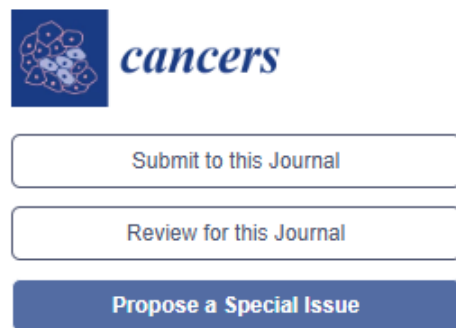 cancers
Submit to this Journal
Review for this Journal
Propose a Special Issue